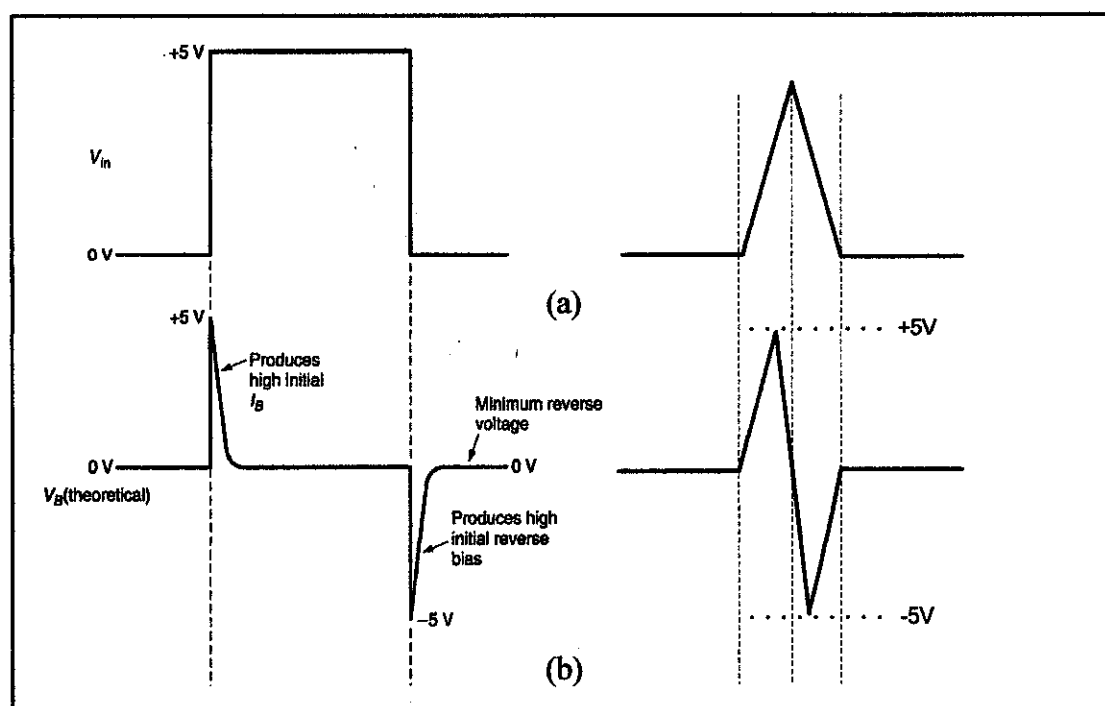 +5 V
V_in
0 V
(a)
+5 V
+5V
Produces
high initial
I_B
Minimum reverse
voltage
0 V
0 V
V_B(theoretical)
Produces high
initial reverse
bias
–5 V
-5V
(b)